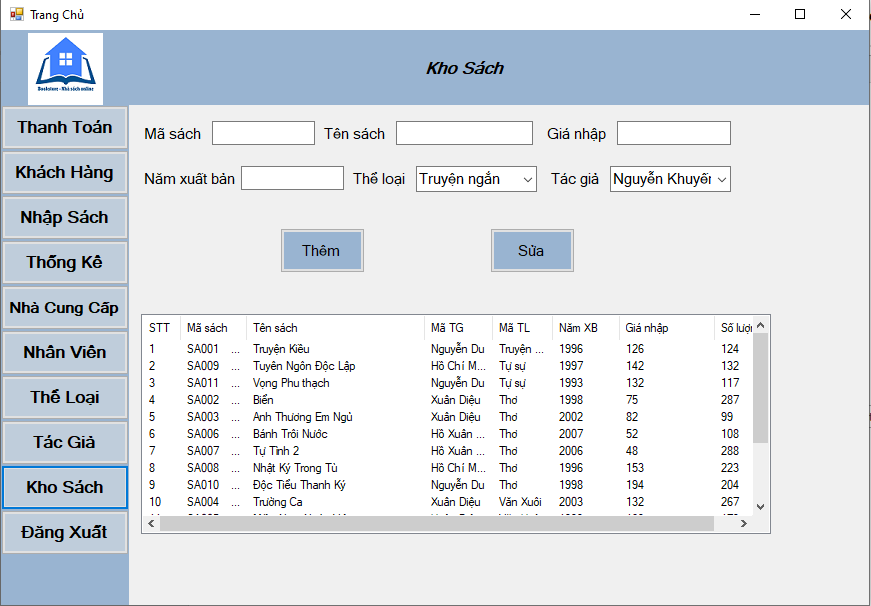 Trang Chủ
Bookstore - Nhà sách online
Kho Sách
Thanh Toán
Khách Hàng
Nhập Sách
Thống Kê
Nhà Cung Cấp
Nhân Viên
Thể Loại
Tác Giả
Kho Sách
Đăng Xuất
Mã sách Tên sách Giá nhập
Năm xuất bản Thể loại Truyện ngắn Tác giả Nguyễn Khuyến
Thêm Sửa
STT Mã sách Tên sách Mã TG Mã TL Năm XB Giá nhập Số lượn
1 SA001 ... Truyện Kiều Nguyễn Du Truyện ... 1996 126 124
2 SA009 ... Tuyên Ngôn Độc Lập Hồ Chí M... Tự sự 1997 142 132
3 SA011 ... Vọng Phu thạch Nguyễn Du Tự sự 1993 132 117
4 SA002 ... Biển Xuân Diệu Thơ 1998 75 287
5 SA003 ... Anh Thương Em Ngủ Xuân Diệu Thơ 2002 82 99
6 SA006 ... Bánh Trôi Nước Hồ Xuân ... Thơ 2007 52 108
7 SA007 ... Tự Tình 2 Hồ Xuân ... Thơ 2006 48 288
8 SA008 ... Nhật Ký Trong Tù Hồ Chí M... Thơ 1996 153 223
9 SA010 ... Độc Tiểu Thanh Ký Nguyễn Du Thơ 1998 194 204
10 SA004 ... Trường Ca Xuân Diệu Văn Xuôi 2003 132 267